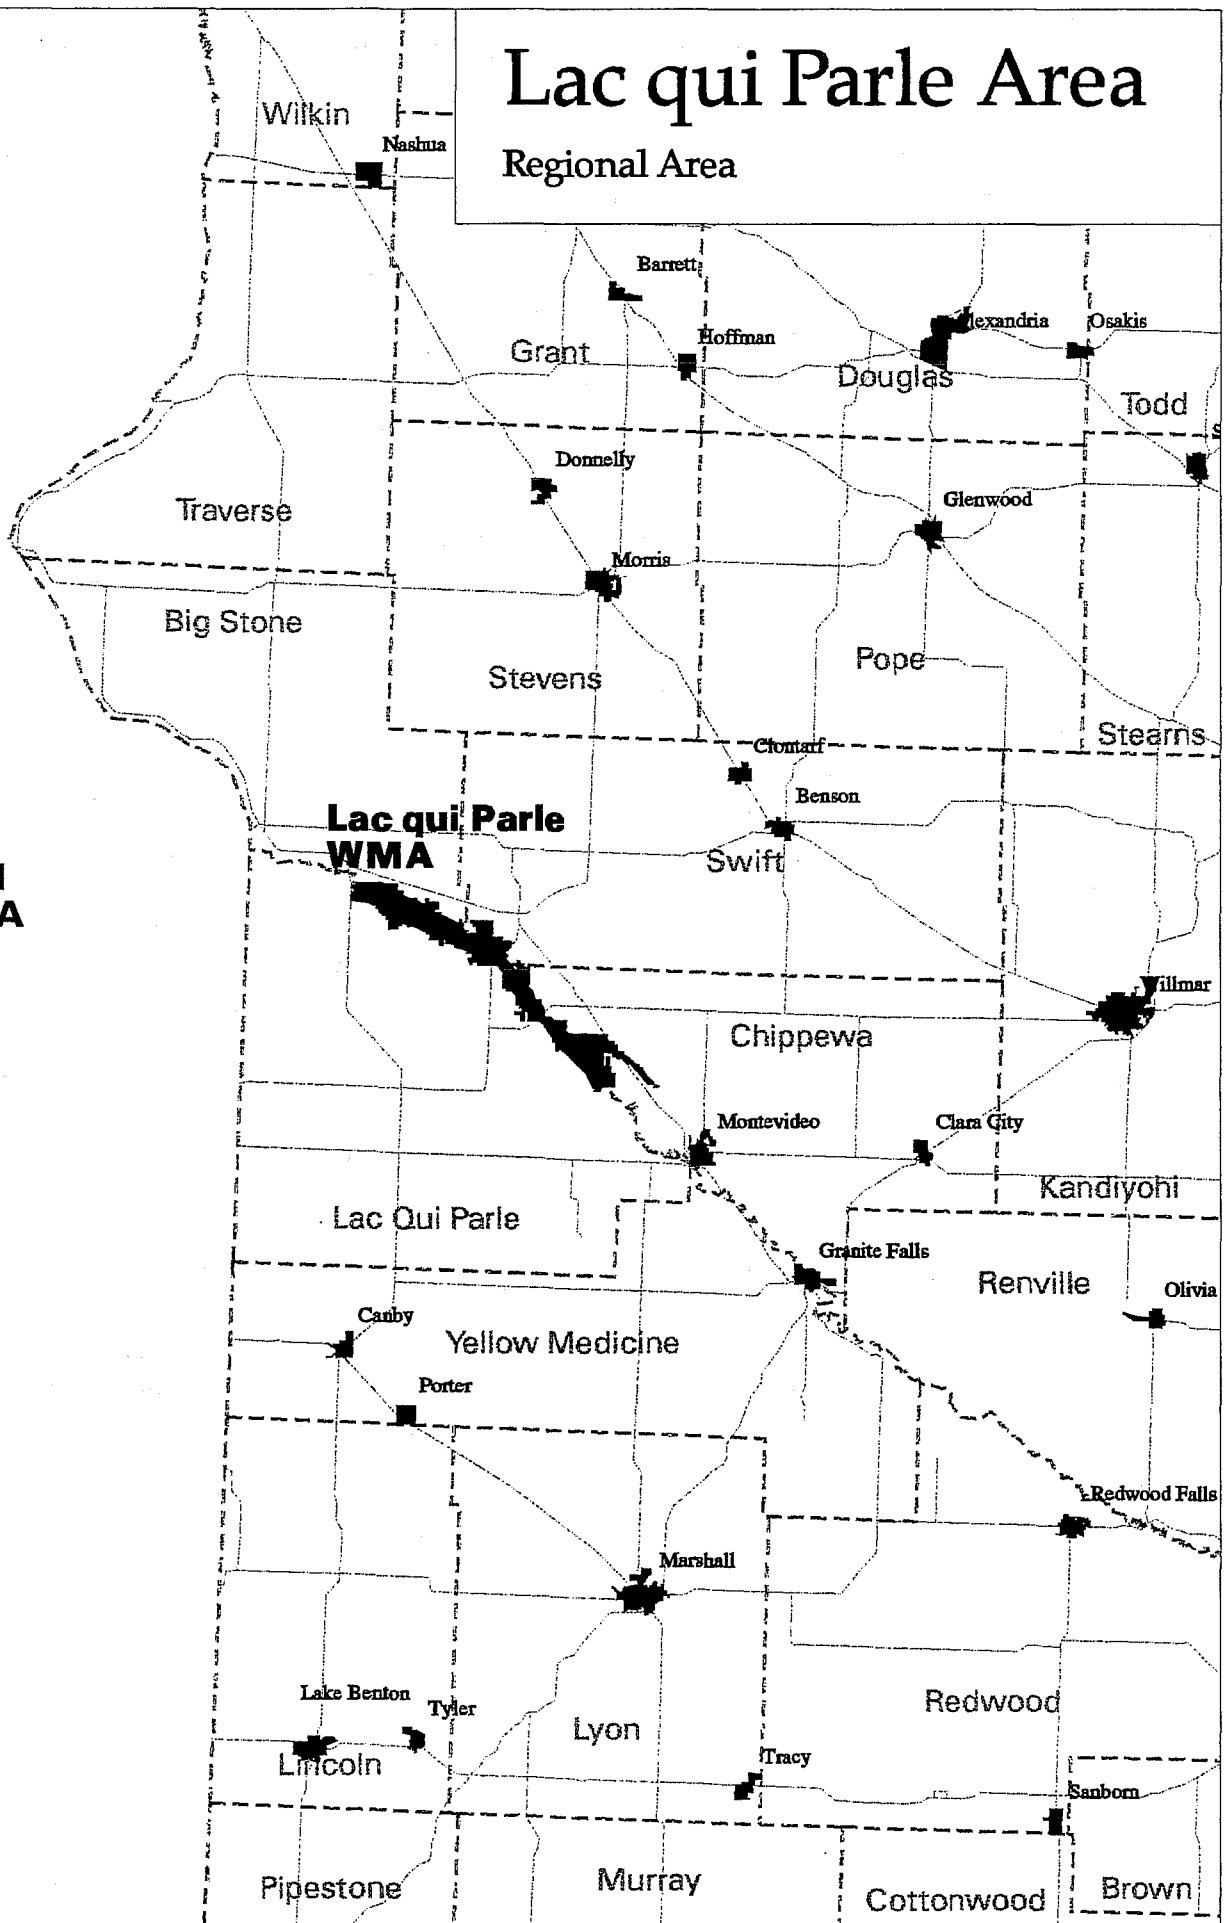 Lac qui Parle Area
Regional Area
Wilkin
Nashua
Barrett
Hoffman
Alexandria
Osakis
Grant
Douglas
Todd
Donnelly
Glenwood
Traverse
Morris
Big Stone
Stevens
Pope
Stearns
Clontarf
Benson
Lac qui Parle
WMA
Swift
A
Willmar
Chippewa
Montevideo
Clara City
Kandiyohi
Lac Qui Parle
Granite Falls
Renville
Olivia
Canby
Yellow Medicine
Porter
Redwood Falls
Marshall
Lake Benton
Tyler
Redwood
Lyon
Lincoln
Tracy
Sanborn
Pipestone
Murray
Cottonwood
Brown